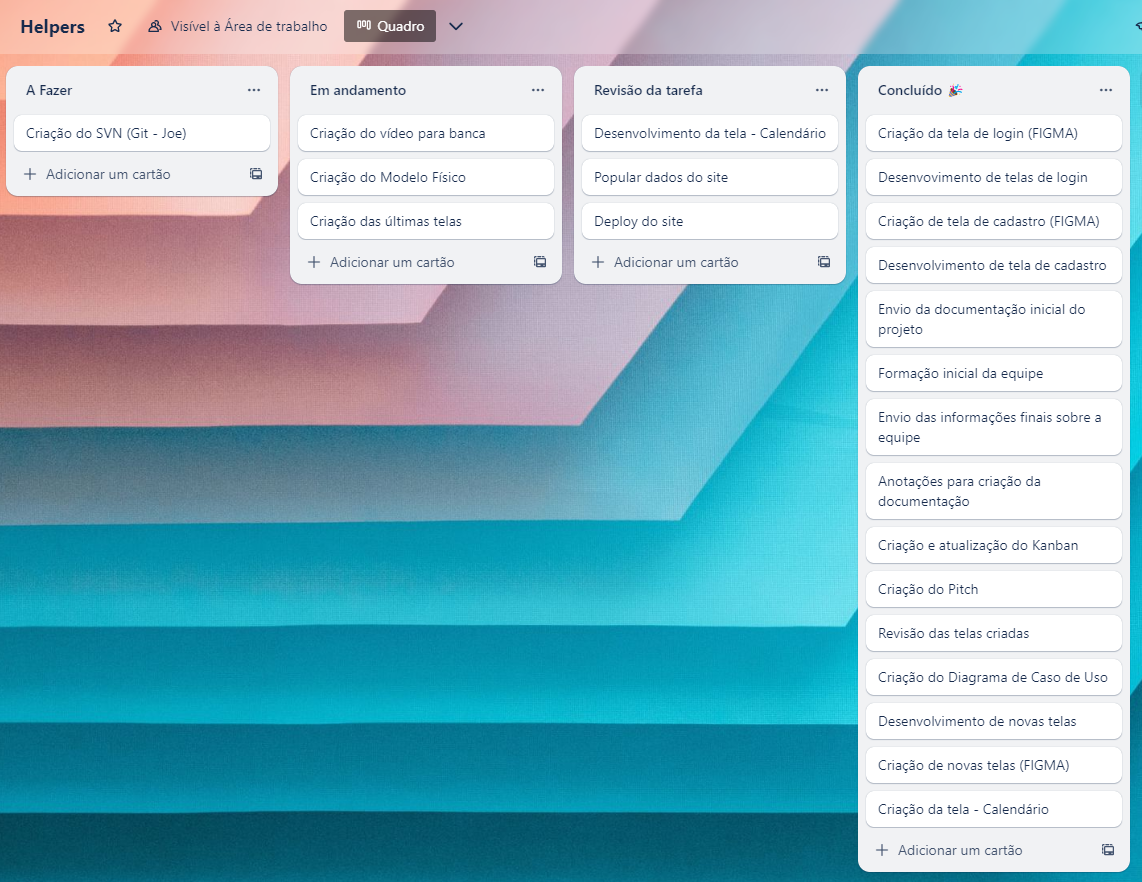 Helpers
Visível à Área de trabalho
Quadro
A Fazer
Criação do SVN (Git - Joe)
Adicionar um cartão
Em andamento
Criação do vídeo para banca
Criação do Modelo Físico
Criação das últimas telas
Adicionar um cartão
Revisão da tarefa
Desenvolvimento da tela - Calendário
Popular dados do site
Deploy do site
Adicionar um cartão
Concluído 🎉
Criação da tela de login (FIGMA)
Desenvovimento de telas de login
Criação de tela de cadastro (FIGMA)
Desenvolvimento de tela de cadastro
Envio da documentação inicial do
projeto
Formação inicial da equipe
Envio das informações finais sobre a
equipe
Anotações para criação da
documentação
Criação e atualização do Kanban
Criação do Pitch
Revisão das telas criadas
Criação do Diagrama de Caso de Uso
Desenvolvimento de novas telas
Criação de novas telas (FIGMA)
Criação da tela - Calendário
Adicionar um cartão